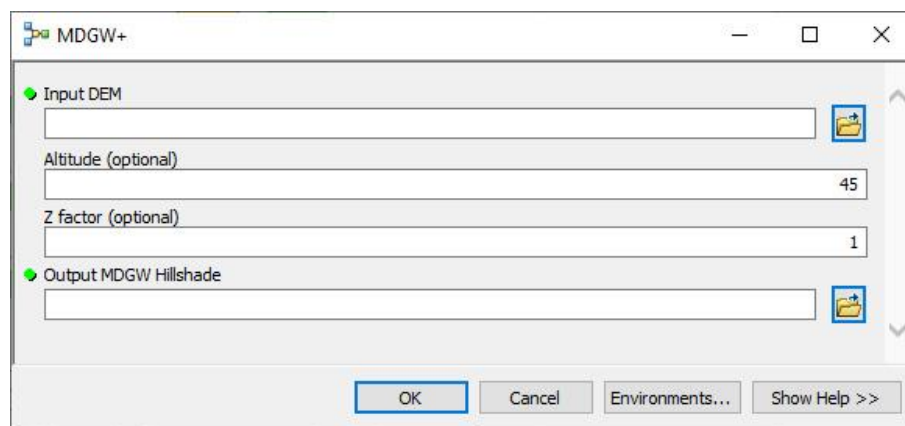 MDGW+
Input DEM
Altitude (optional)
45
Z factor (optional)
1
Output MDGW Hillshade
OK Cancel Environments... Show Help >>